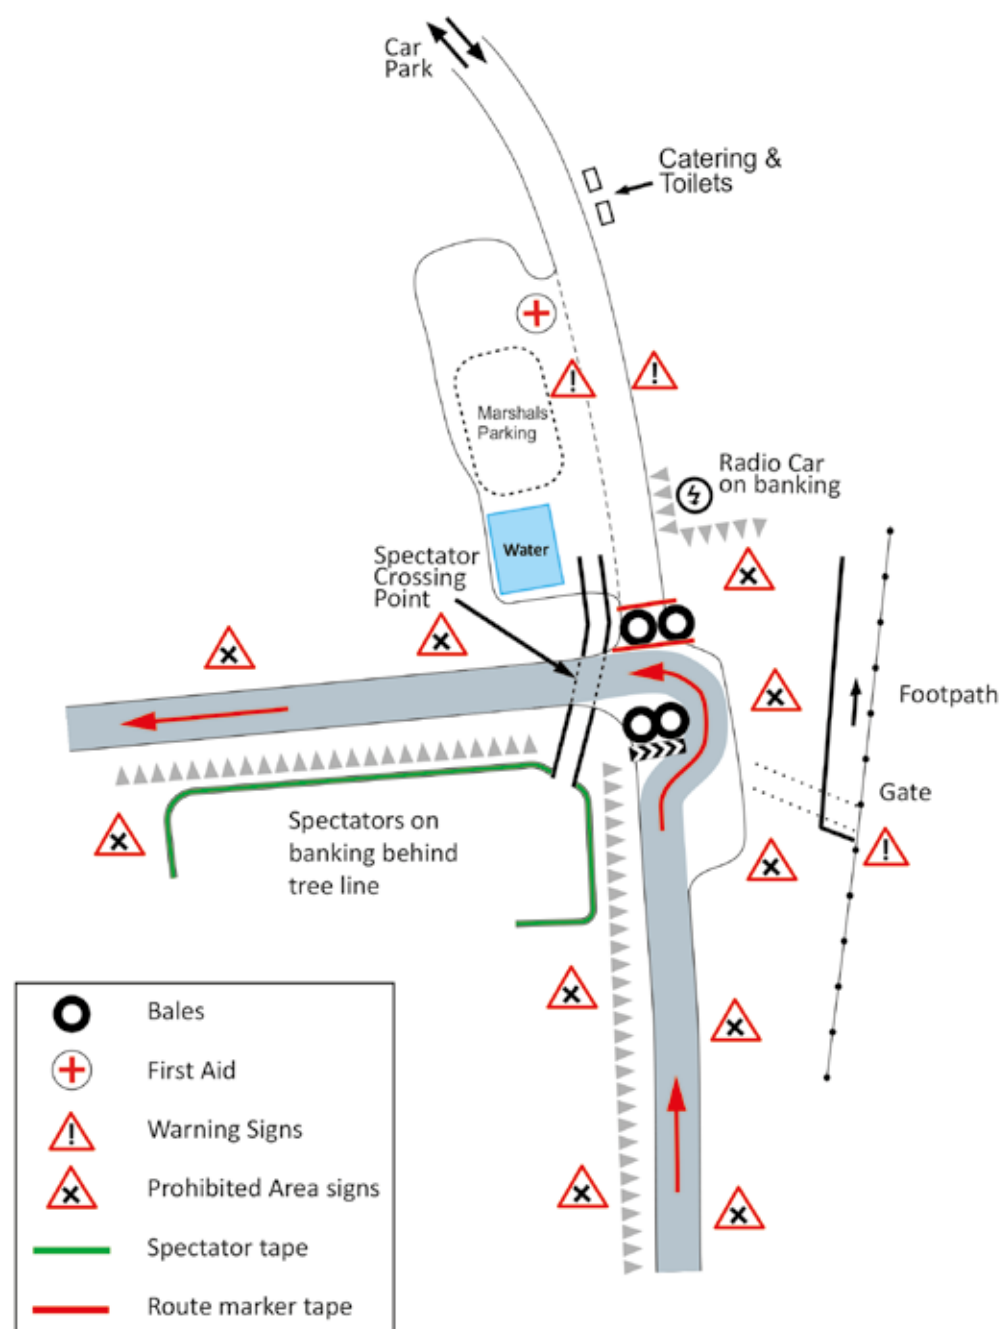 Car
Park
Catering &
Toilets
Marshals
Parking
Radio Car
on banking
Water
Spectator
Crossing
Point
Footpath
Gate
Spectators on
banking behind
tree line
Bales
First Aid
Warning Signs
Prohibited Area signs
Spectator tape
Route marker tape